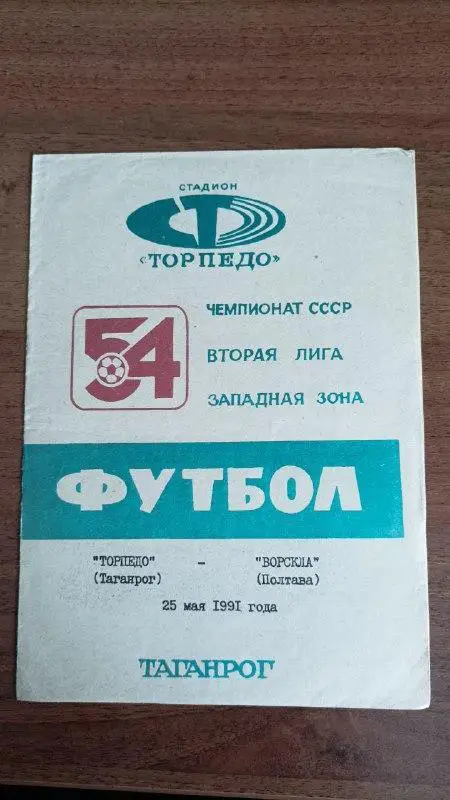 СТАДИОН
«ТОРПЕДО»
54
ЧЕМПИОНАТ СССР
ВТОРАЯ ЛИГА
ЗАПАДНАЯ ЗОНА
ФУТБОЛ
"ТОРПЕДО" - "ВОРСКЛА"
(Таганрог) (Полтава)
25 мая 1991 года
ТАГАНРОГ